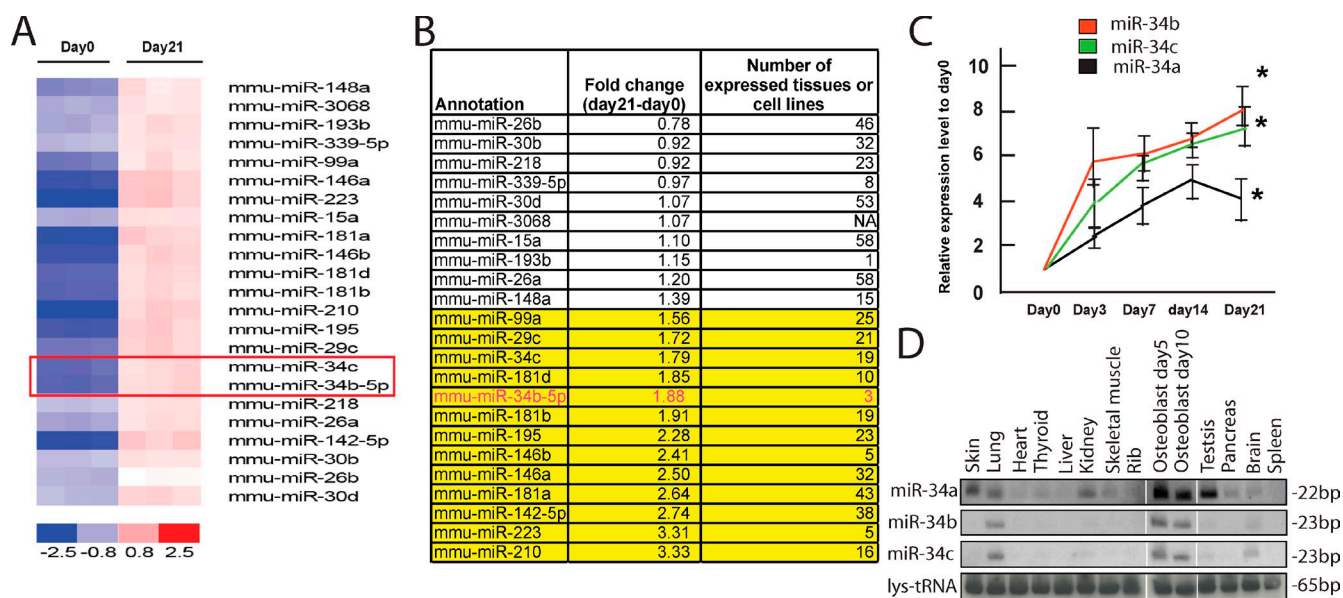 A
Day0 Day21
mmu-miR-148a
mmu-miR-3068
mmu-miR-193b
mmu-miR-339-5p
mmu-miR-99a
mmu-miR-146a
mmu-miR-223
mmu-miR-15a
mmu-miR-181a
mmu-miR-146b
mmu-miR-181d
mmu-miR-181b
mmu-miR-210
mmu-miR-195
mmu-miR-29c
mmu-miR-34c
mmu-miR-34b-5p
mmu-miR-218
mmu-miR-26a
mmu-miR-142-5p
mmu-miR-30b
mmu-miR-26b
mmu-miR-30d
-2.5 -0.8 0.8 2.5
B
Annotation Fold change (day21-day0) Number of expressed tissues or cell lines
mmu-miR-26b 0.78 46
mmu-miR-30b 0.92 32
mmu-miR-218 0.92 23
mmu-miR-339-5p 0.97 8
mmu-miR-30d 1.07 53
mmu-miR-3068 1.07 NA
mmu-miR-15a 1.10 58
mmu-miR-193b 1.15 1
mmu-miR-26a 1.20 58
mmu-miR-148a 1.39 15
mmu-miR-99a 1.56 25
mmu-miR-29c 1.72 21
mmu-miR-34c 1.79 19
mmu-miR-181d 1.85 10
mmu-miR-34b-5p 1.88 3
mmu-miR-181b 1.91 19
mmu-miR-195 2.28 23
mmu-miR-146b 2.41 5
mmu-miR-146a 2.50 32
mmu-miR-181a 2.64 43
mmu-miR-142-5p 2.74 38
mmu-miR-223 3.31 5
mmu-miR-210 3.33 16
C
miR-34b
miR-34c
miR-34a
Relative expression level to day0
10
8
6
4
2
0
* 
*
*
Day0 Day3 Day7 day14 Day21
D
Skin
Lung
Heart
Thyroid
Liver
Kidney
Skeletal muscle
Rib
Osteoblast day5
Osteoblast day10
Testsis
Pancreas
Brain
Spleen
miR-34a -22bp
miR-34b -23bp
miR-34c -23bp
lys-tRNA -65bp